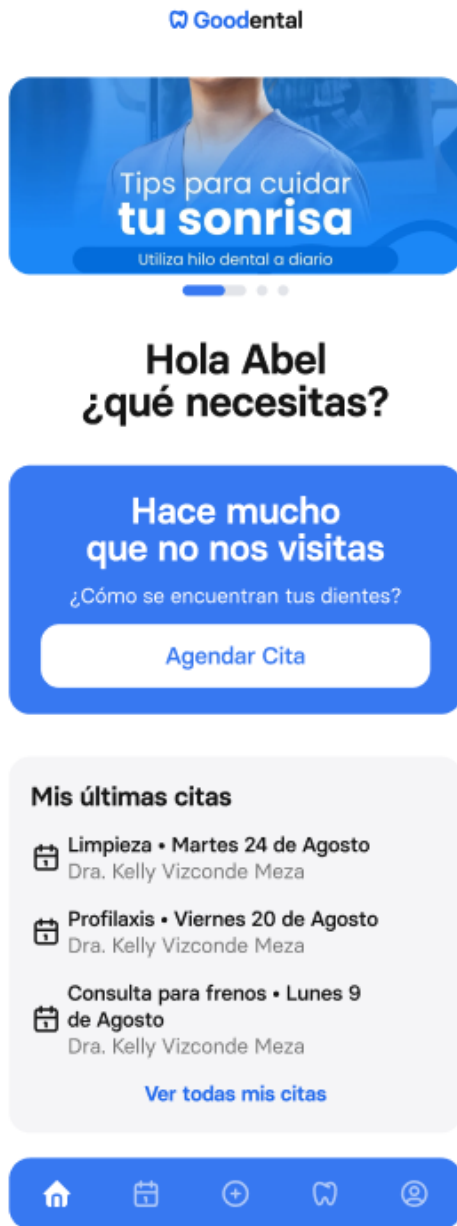 Goodental
Tips para cuidar
tu sonrisa
Utiliza hilo dental a diario
Hola Abel
¿qué necesitas?
Hace mucho
que no nos visitas
¿Cómo se encuentran tus dientes?
Agendar Cita
Mis últimas citas
Limpieza • Martes 24 de Agosto
Dra. Kelly Vizconde Meza
Profilaxis • Viernes 20 de Agosto
Dra. Kelly Vizconde Meza
Consulta para frenos • Lunes 9
de Agosto
Dra. Kelly Vizconde Meza
Ver todas mis citas